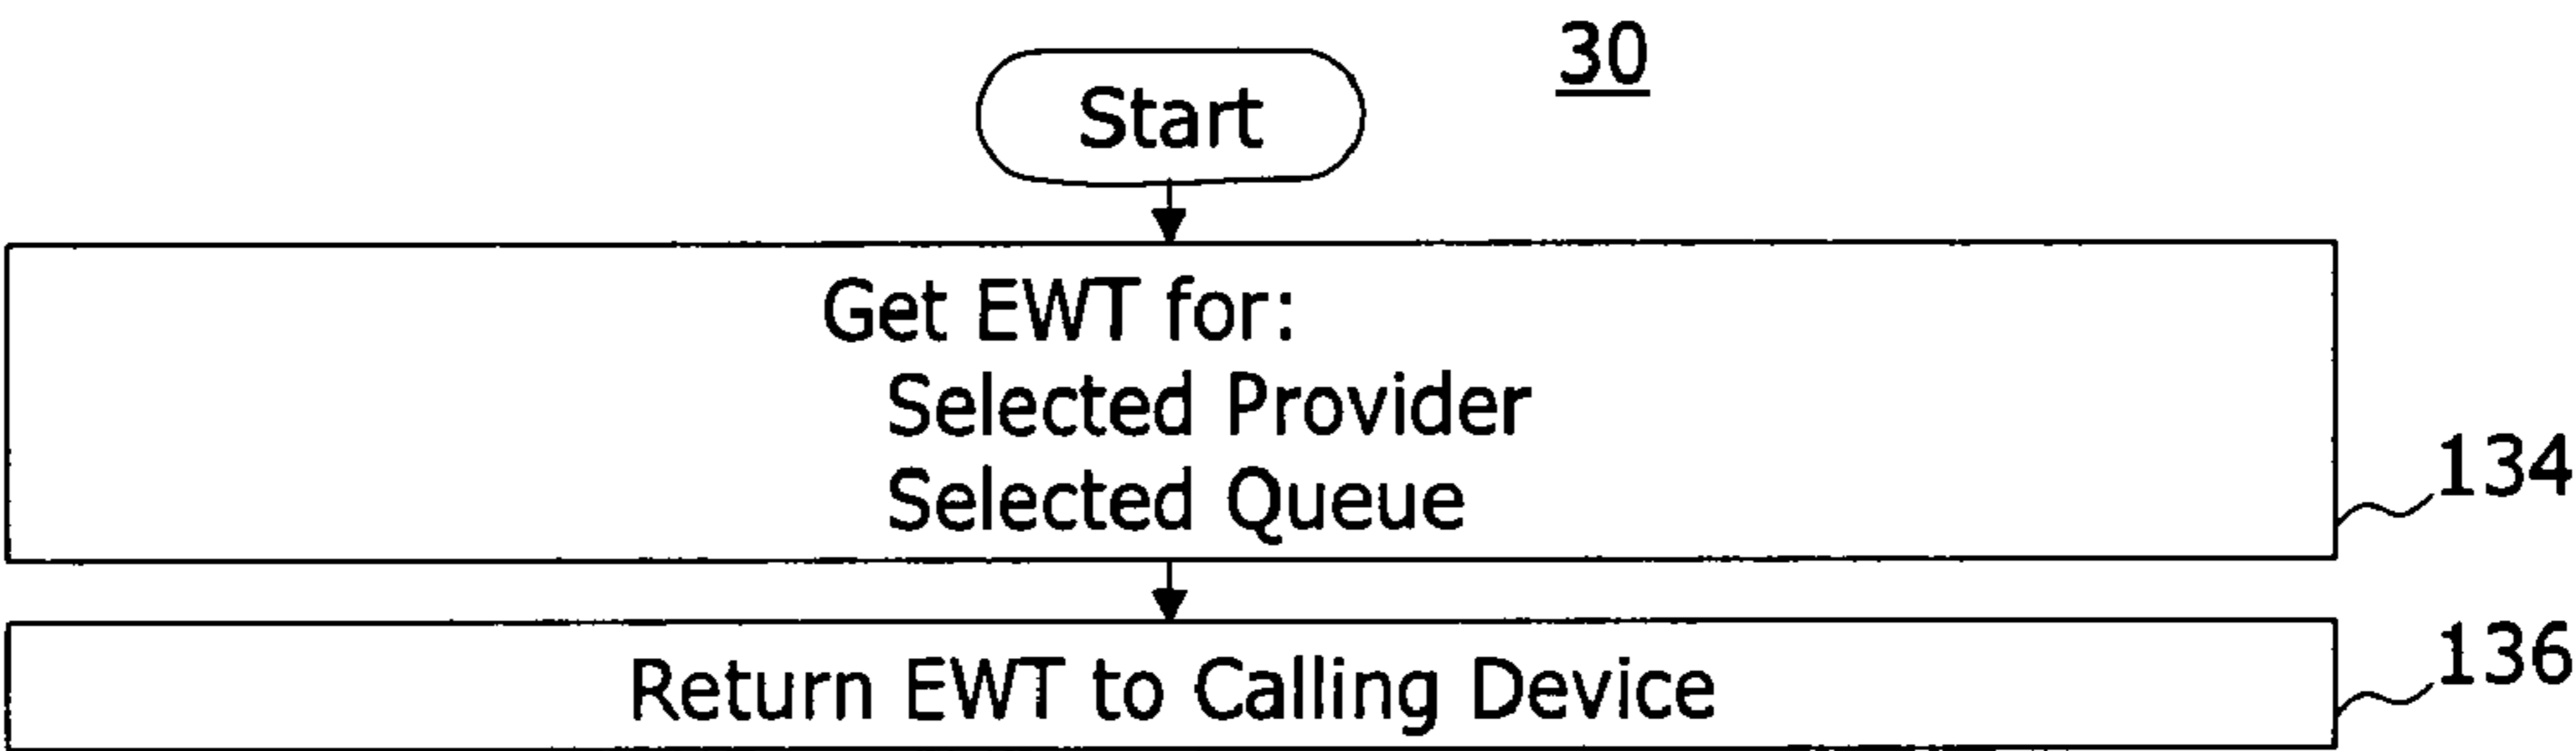 30
Start
Get EWT for:
Selected Provider
Selected Queue
134
Return EWT to Calling Device
136